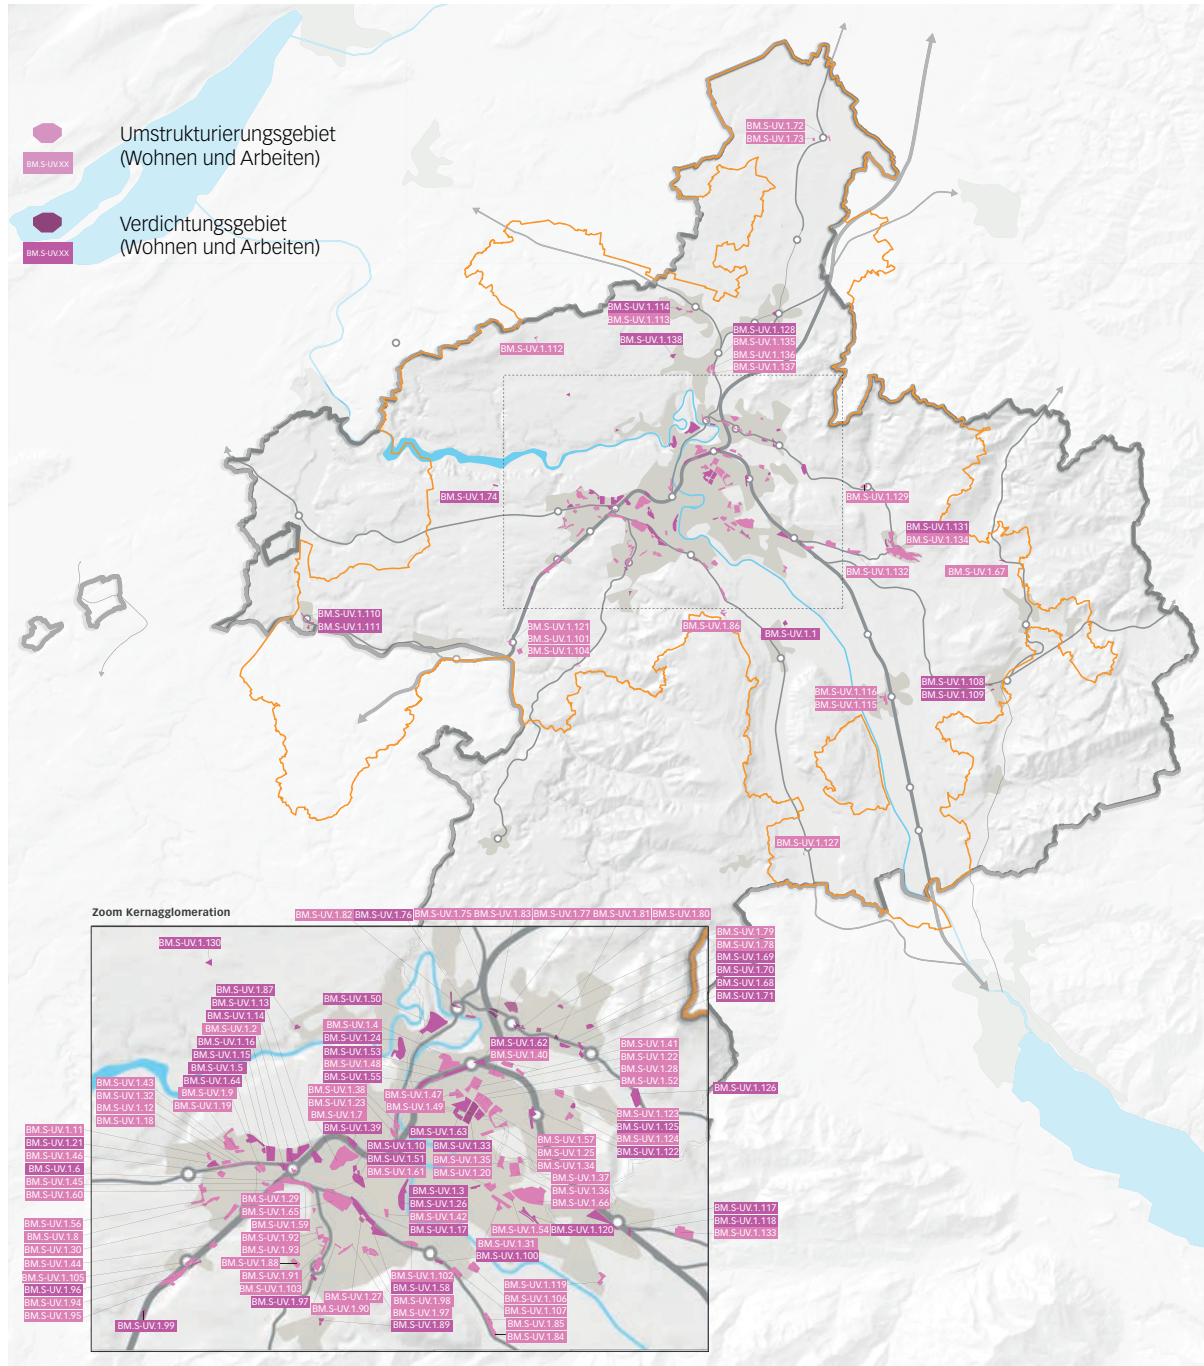 Umstrukturierungsgebiet
(Wohnen und Arbeiten)
BM.S-UV.XX
Verdichtungsgebiet
(Wohnen und Arbeiten)
BM.S-UV.XX
BM.S-UV.1.72
BM.S-UV.1.73
BM.S-UV.1.114
BM.S-UV.1.113
BM.S-UV.1.138
BM.S-UV.1.112
BM.S-UV.1.128
BM.S-UV.1.135
BM.S-UV.1.136
BM.S-UV.1.137
BM.S-UV.1.74
BM.S-UV.1.129
BM.S-UV.1.131
BM.S-UV.1.134
BM.S-UV.1.132
BM.S-UV.1.67
BM.S-UV.1.110
BM.S-UV.1.111
BM.S-UV.1.121
BM.S-UV.1.101
BM.S-UV.1.104
BM.S-UV.1.86
BM.S-UV.1.1
BM.S-UV.1.116
BM.S-UV.1.115
BM.S-UV.1.108
BM.S-UV.1.109
BM.S-UV.1.127
Zoom Kernagglomeration
BM.S-UV.1.82 BM.S-UV.1.76 BM.S-UV.1.75 BM.S-UV.1.83 BM.S-UV.1.77 BM.S-UV.1.81 BM.S-UV.1.80
BM.S-UV.1.79
BM.S-UV.1.78
BM.S-UV.1.69
BM.S-UV.1.70
BM.S-UV.1.68
BM.S-UV.1.71
BM.S-UV.1.130
BM.S-UV.1.87
BM.S-UV.1.13
BM.S-UV.1.14
BM.S-UV.1.2
BM.S-UV.1.16
BM.S-UV.1.15
BM.S-UV.1.5
BM.S-UV.1.64
BM.S-UV.1.9
BM.S-UV.1.19
BM.S-UV.1.50
BM.S-UV.1.4
BM.S-UV.1.24
BM.S-UV.1.53
BM.S-UV.1.48
BM.S-UV.1.55
BM.S-UV.1.38
BM.S-UV.1.23
BM.S-UV.1.7
BM.S-UV.1.39
BM.S-UV.1.62
BM.S-UV.1.40
BM.S-UV.1.41
BM.S-UV.1.22
BM.S-UV.1.28
BM.S-UV.1.52
BM.S-UV.1.126
BM.S-UV.1.43
BM.S-UV.1.32
BM.S-UV.1.12
BM.S-UV.1.18
BM.S-UV.1.47
BM.S-UV.1.49
BM.S-UV.1.123
BM.S-UV.1.125
BM.S-UV.1.124
BM.S-UV.1.122
BM.S-UV.1.11
BM.S-UV.1.21
BM.S-UV.1.46
BM.S-UV.1.6
BM.S-UV.1.45
BM.S-UV.1.60
BM.S-UV.1.63
BM.S-UV.1.10
BM.S-UV.1.51
BM.S-UV.1.61
BM.S-UV.1.33
BM.S-UV.1.35
BM.S-UV.1.20
BM.S-UV.1.57
BM.S-UV.1.25
BM.S-UV.1.34
BM.S-UV.1.37
BM.S-UV.1.36
BM.S-UV.1.66
BM.S-UV.1.3
BM.S-UV.1.26
BM.S-UV.1.42
BM.S-UV.1.17
BM.S-UV.1.29
BM.S-UV.1.65
BM.S-UV.1.59
BM.S-UV.1.92
BM.S-UV.1.93
BM.S-UV.1.88
BM.S-UV.1.91
BM.S-UV.1.103
BM.S-UV.1.97
BM.S-UV.1.54 BM.S-UV.1.120
BM.S-UV.1.31
BM.S-UV.1.100
BM.S-UV.1.117
BM.S-UV.1.118
BM.S-UV.1.133
BM.S-UV.1.56
BM.S-UV.1.8
BM.S-UV.1.30
BM.S-UV.1.44
BM.S-UV.1.105
BM.S-UV.1.96
BM.S-UV.1.94
BM.S-UV.1.95
BM.S-UV.1.99
BM.S-UV.1.27
BM.S-UV.1.90
BM.S-UV.1.102
BM.S-UV.1.58
BM.S-UV.1.98
BM.S-UV.1.97
BM.S-UV.1.89
BM.S-UV.1.119
BM.S-UV.1.106
BM.S-UV.1.107
BM.S-UV.1.85
BM.S-UV.1.84